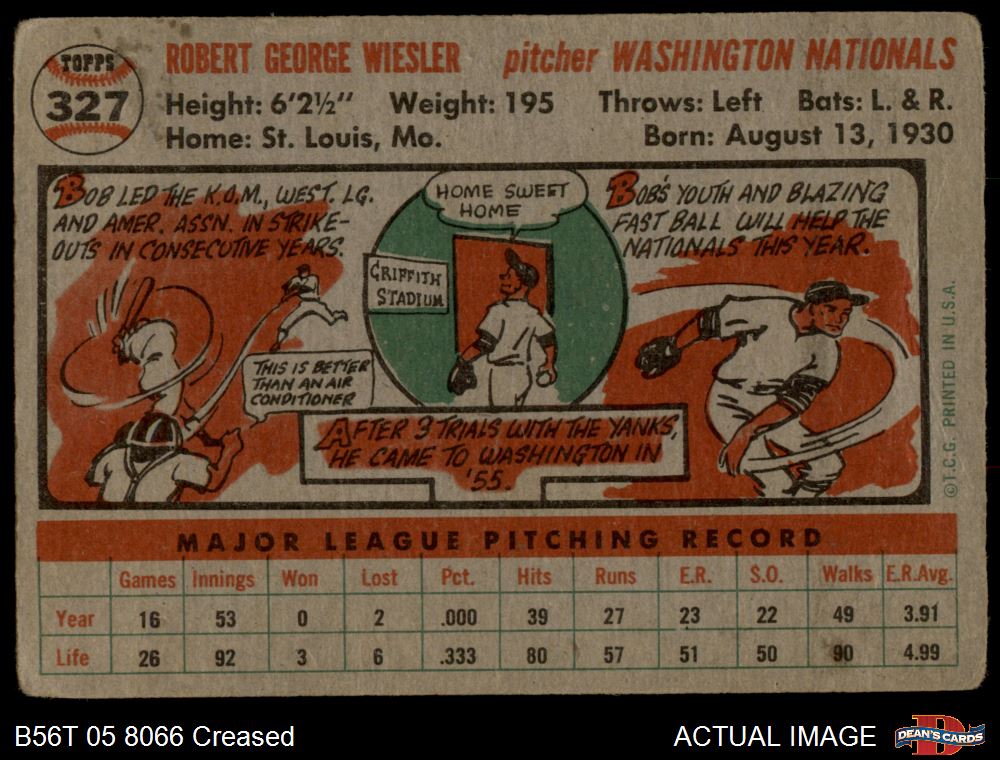 TOPPS
327
ROBERT GEORGE WIESLER pitcher WASHINGTON NATIONALS
Height: 6'2½" Weight: 195 Throws: Left Bats: L. & R.
Home: St. Louis, Mo. Born: August 13, 1930
BOB LED THE K.O.M., WEST. LG.
AND AMER. ASSN. IN STRIKE-
OUTS IN CONSECUTIVE YEARS.
THIS IS BETTER
THAN AN AIR
CONDITIONER
HOME SWEET
HOME
GRIFFITH
STADIUM
AFTER 3 TRIALS WITH THE YANKS,
HE CAME TO WASHINGTON IN
'55.
BOB'S YOUTH AND BLAZING
FAST BALL WILL HELP THE
NATIONALS THIS YEAR.
©T.C.G. PRINTED IN U.S.A.
MAJOR LEAGUE PITCHING RECORD
Games Innings Won Lost Pct. Hits Runs E.R. S.O. Walks E.R.Avg.
Year 16 53 0 2 .000 39 27 23 22 49 3.91
Life 26 92 3 6 .333 80 57 51 50 90 4.99
B56T 05 8066 Creased ACTUAL IMAGE
DEAN'S CARDS